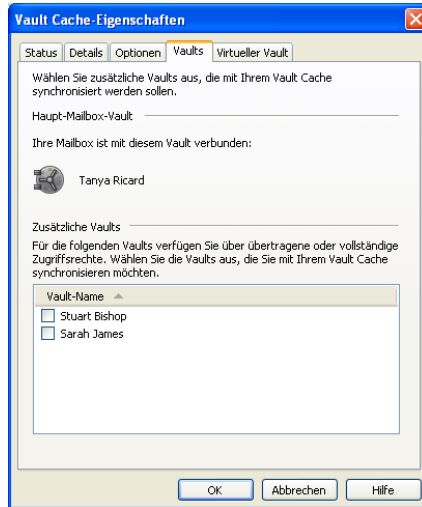 Vault Cache-Eigenschaften
Status Details Optionen Vaults Virtueller Vault
Wählen Sie zusätzliche Vaults aus, die mit Ihrem Vault Cache
synchronisiert werden sollen.
Haupt-Mailbox-Vault
Ihre Mailbox ist mit diesem Vault verbunden:
Tanya Ricard
Zusätzliche Vaults
Für die folgenden Vaults verfügen Sie über übertragene oder vollständige
Zugriffsrechte. Wählen Sie die Vaults aus, die Sie mit Ihrem Vault Cache
synchronisieren möchten.
Vault-Name
Stuart Bishop
Sarah James
OK Abbrechen Hilfe